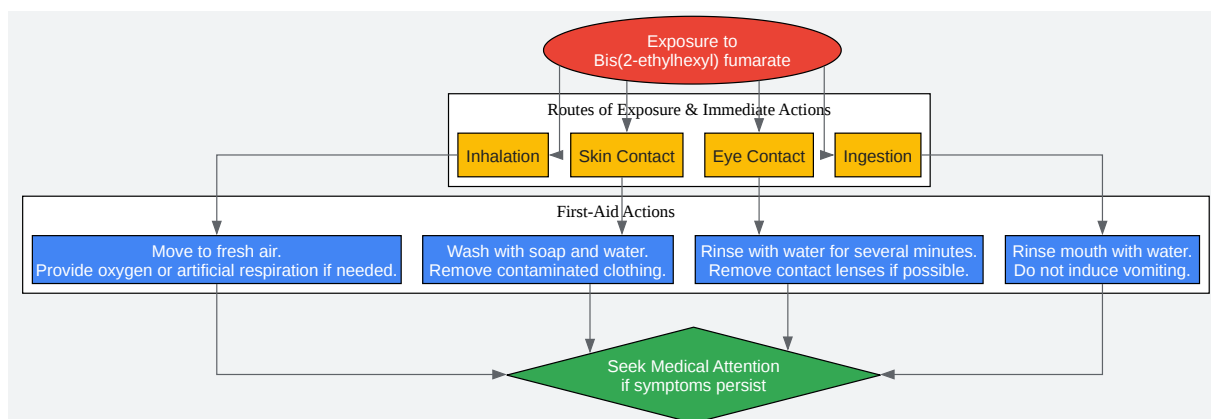 Exposure to
Bis(2-ethylhexyl) fumarate
Routes of Exposure & Immediate Actions
Inhalation
Skin Contact
Eye Contact
Ingestion
First-Aid Actions
Move to fresh air.
Provide oxygen or artificial respiration if needed.
Wash with soap and water.
Remove contaminated clothing.
Rinse with water for several minutes.
Remove contact lenses if possible.
Rinse mouth with water.
Do not induce vomiting.
Seek Medical Attention
if symptoms persist